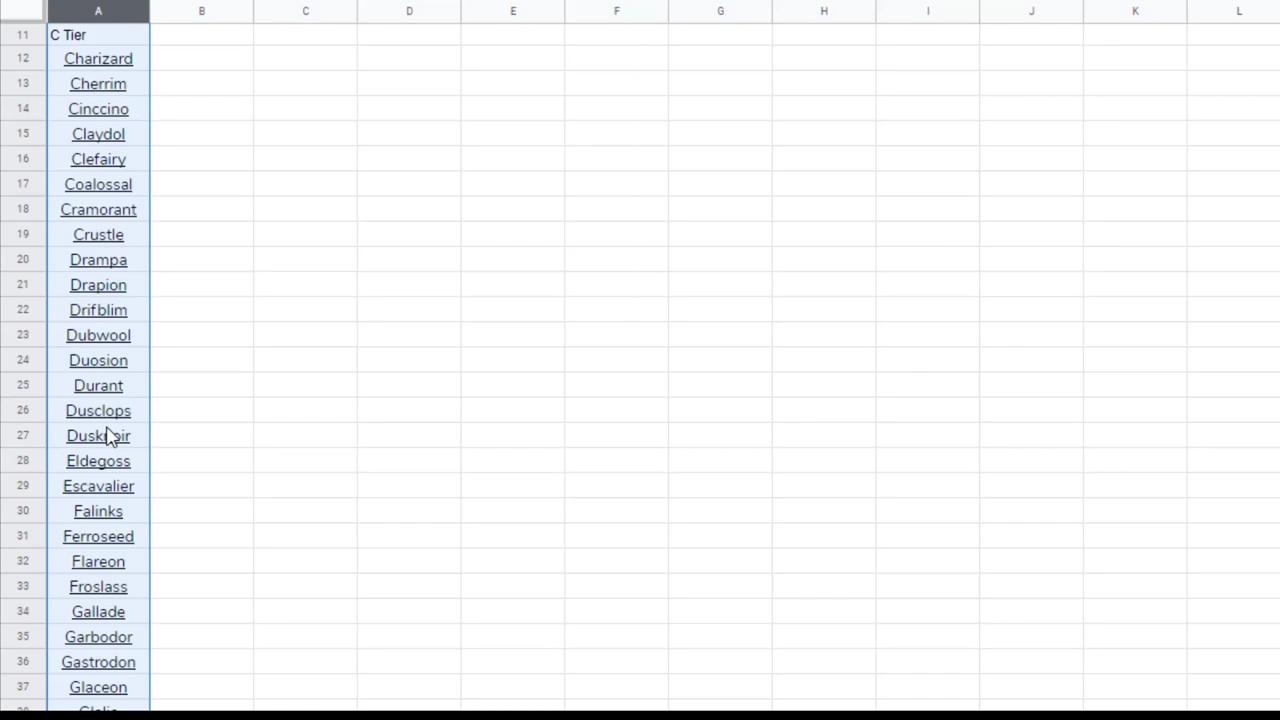 A B C D E F G H I J K L
11 C Tier
12 Charizard
13 Cherrim
14 Cinccino
15 Claydol
16 Clefairy
17 Coalossal
18 Cramorant
19 Crustle
20 Drampa
21 Drapion
22 Drifblim
23 Dubwool
24 Duosion
25 Durant
26 Dusclops
27
28 Eldegoss
29 Escavalier
30 Falinks
31 Ferroseed
32 Flareon
33 Froslass
34 Gallade
35 Garbodor
36 Gastrodon
37 Glaceon